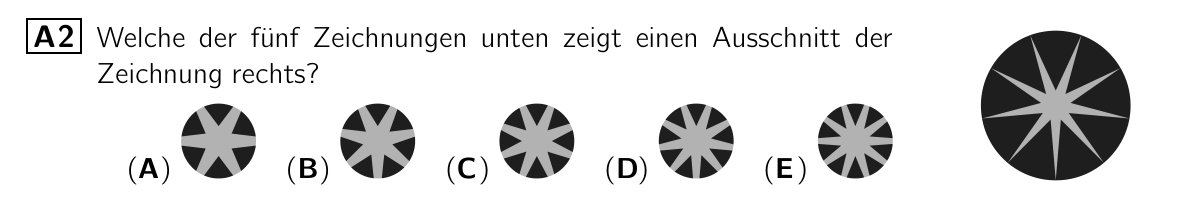 A2 Welche der fünf Zeichnungen unten zeigt einen Ausschnitt der
Zeichnung rechts?
(A) (B) (C) (D) (E)